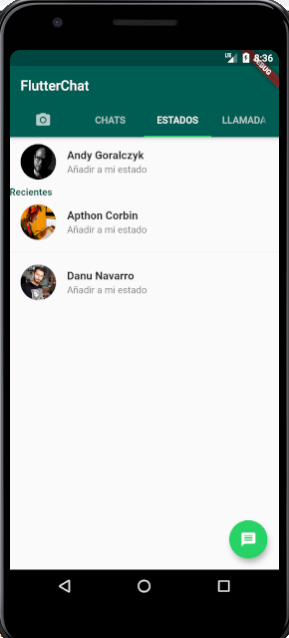 8:36
DEBUG
FlutterChat
CHATS
ESTADOS
LLAMADA
Andy Goralczyk
Añadir a mi estado
Recientes
Apthon Corbin
Añadir a mi estado
Danu Navarro
Añadir a mi estado